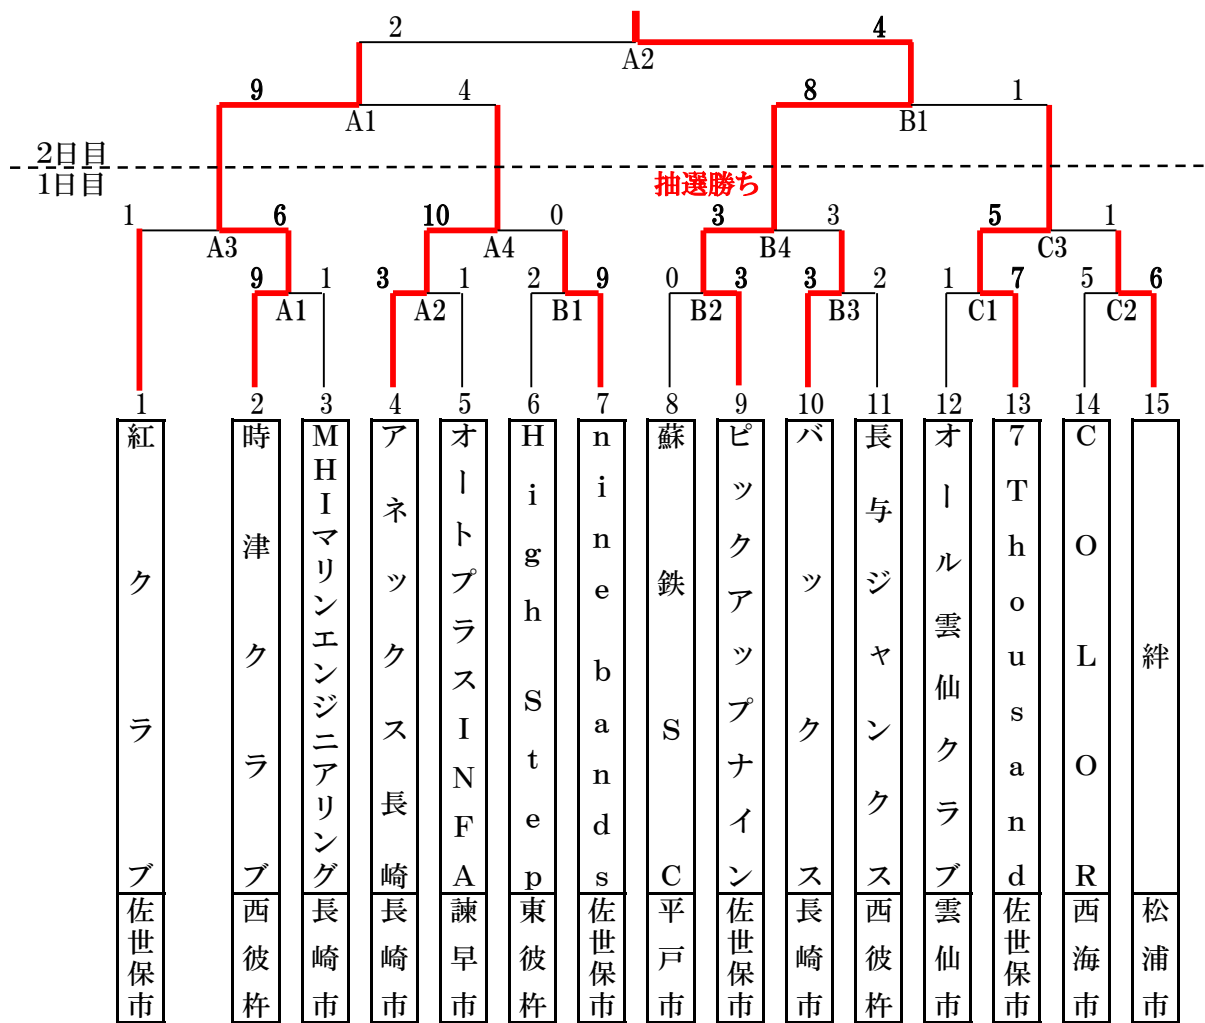 2 4
A2
9 4 8 1
A1 B1
2日目
1日目
抽選勝ち
1 6 10 0 3 3 5 1
A3 A4 B4 C3
9 1 3 1 2 9 0 3 3 2 1 7 5 6
A1 A2 B1 B2 B3 C1 C2
1 2 3 4 5 6 7 8 9 10 11 12 13 14 15
紅クラブ
佐世保市
時津クラブ
西彼杵
MHIマリンエンジニアリング
長崎市
アネックス長崎
長崎市
オートプラスINFA
諫早市
High Step
東彼杵
nine bands
佐世保市
蘇鉄SC
平戸市
ピックアップナイン
佐世保市
バックス
長崎市
長与ジャンクス
西彼杵
オール雲仙クラブ
雲仙市
7Thousand
佐世保市
COLOR
西海市
絆
松浦市